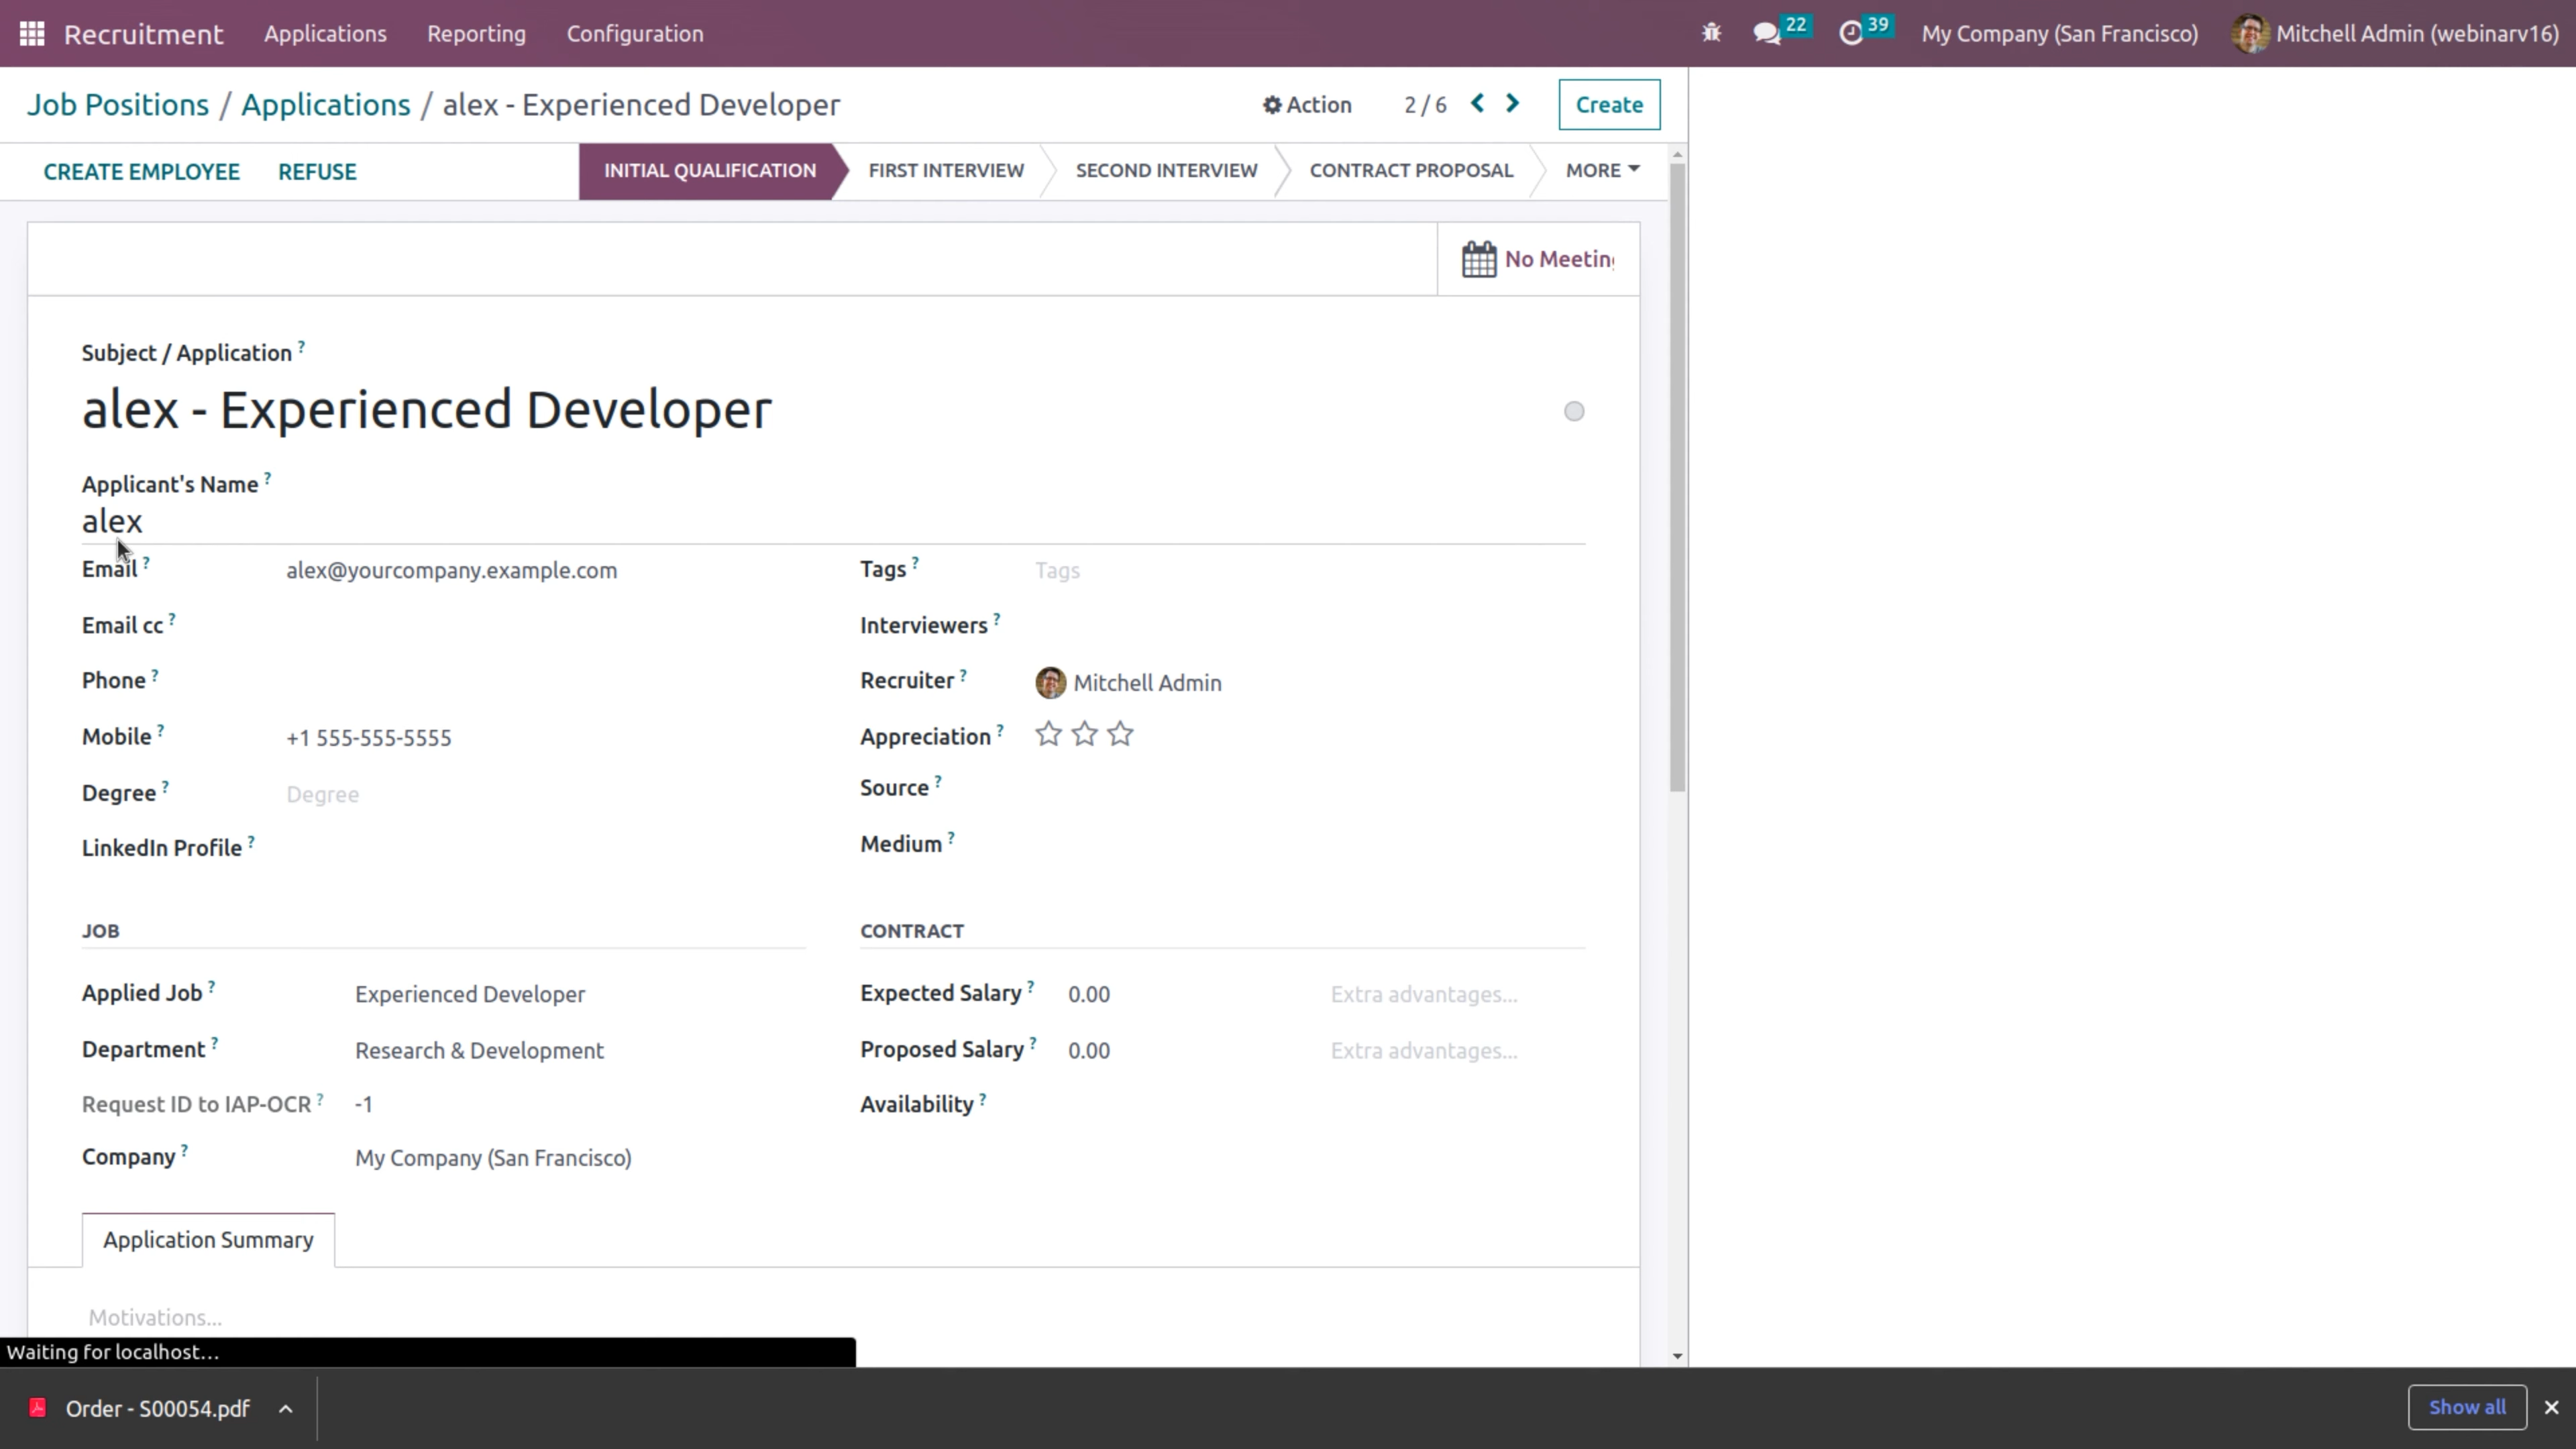 Recruitment Applications Reporting Configuration 22 39 My Company (San Francisco) Mitchell Admin (webinarv16)
Job Positions / Applications / alex - Experienced Developer Action 2 / 6 Create
CREATE EMPLOYEE REFUSE INITIAL QUALIFICATION FIRST INTERVIEW SECOND INTERVIEW CONTRACT PROPOSAL MORE
No Meetin
Subject / Application ?
alex - Experienced Developer
Applicant's Name ?
alex
Email ? alex@yourcompany.example.com Tags ? Tags
Email cc ? Interviewers ?
Phone ? Recruiter ? Mitchell Admin
Mobile ? +1 555-555-5555 Appreciation ?
Degree ? Degree Source ?
LinkedIn Profile ? Medium ?
JOB CONTRACT
Applied Job ? Experienced Developer Expected Salary ? 0.00 Extra advantages...
Department ? Research & Development Proposed Salary ? 0.00 Extra advantages...
Request ID to IAP-OCR ? -1 Availability ?
Company ? My Company (San Francisco)
Application Summary
Motivations...
Waiting for localhost...
Order - S00054.pdf Show all